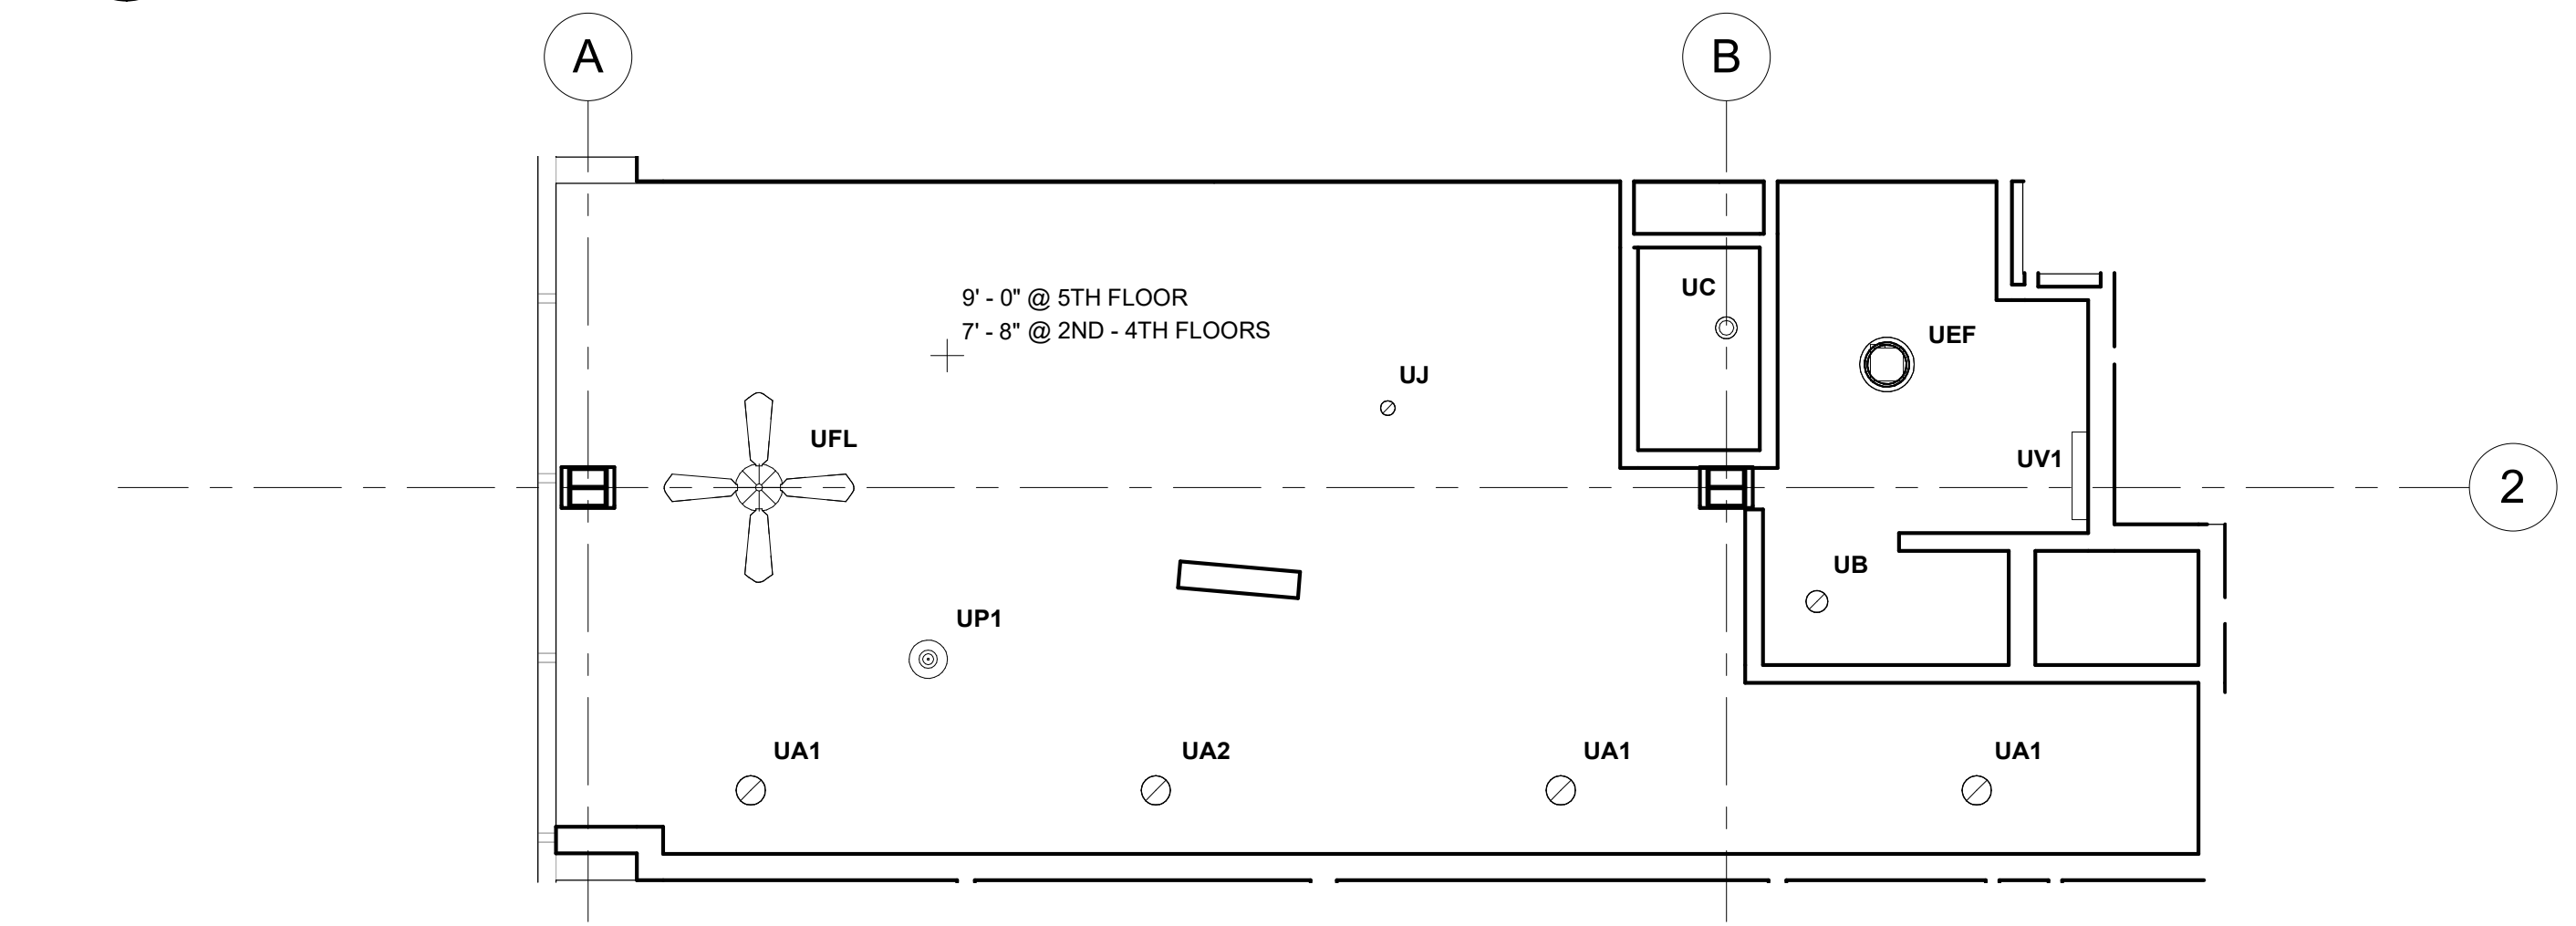 A
B
9' - 0" @ 5TH FLOOR
7' - 8" @ 2ND - 4TH FLOORS
UC
UEF
UJ
UFL
UV1
2
UB
UP1
UA1
UA2
UA1
UA1